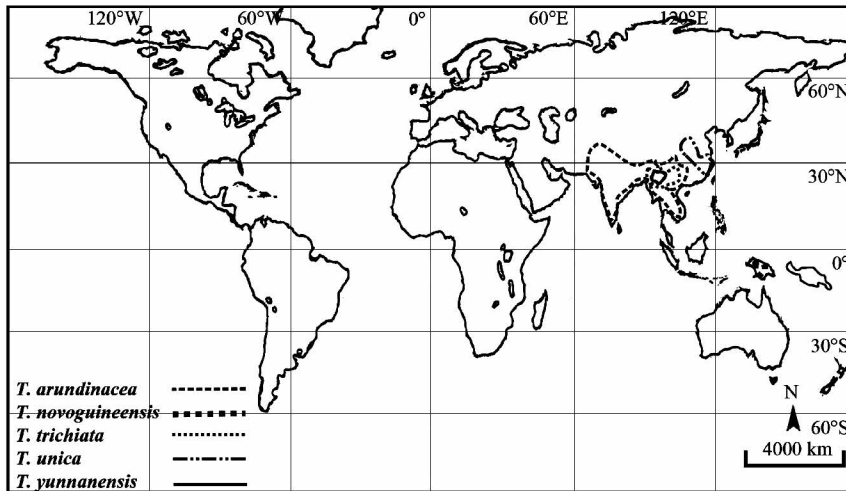 120°W 60°W 0° 60°E 120°E
60°N
30°N
0°
30°S
60°S
N
4000 km
T. arundinacea
T. novoguineensis
T. trichiata
T. unica
T. yunnanensis